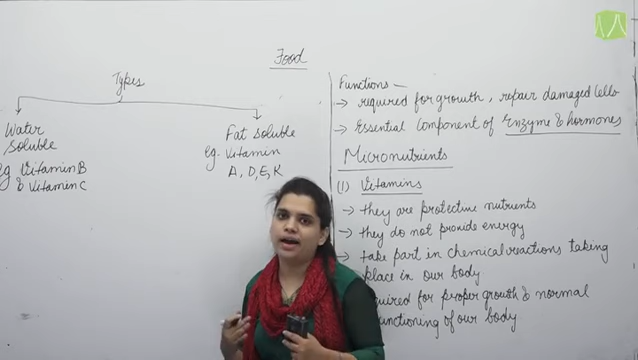 Food
Types
Water
Soluble
eg Vitamin B
& Vitamin C
Fat Soluble
eg. Vitamin
A, D, E, K
Functions —
→ required for growth, repair damaged cells
→ Essential component of Enzyme & hormones
Micronutrients
(1) Vitamins
→ They are protective nutrients
→ They do not provide energy
→ take part in chemical reactions taking
place in our body
quired for proper growth & normal
functioning of our body